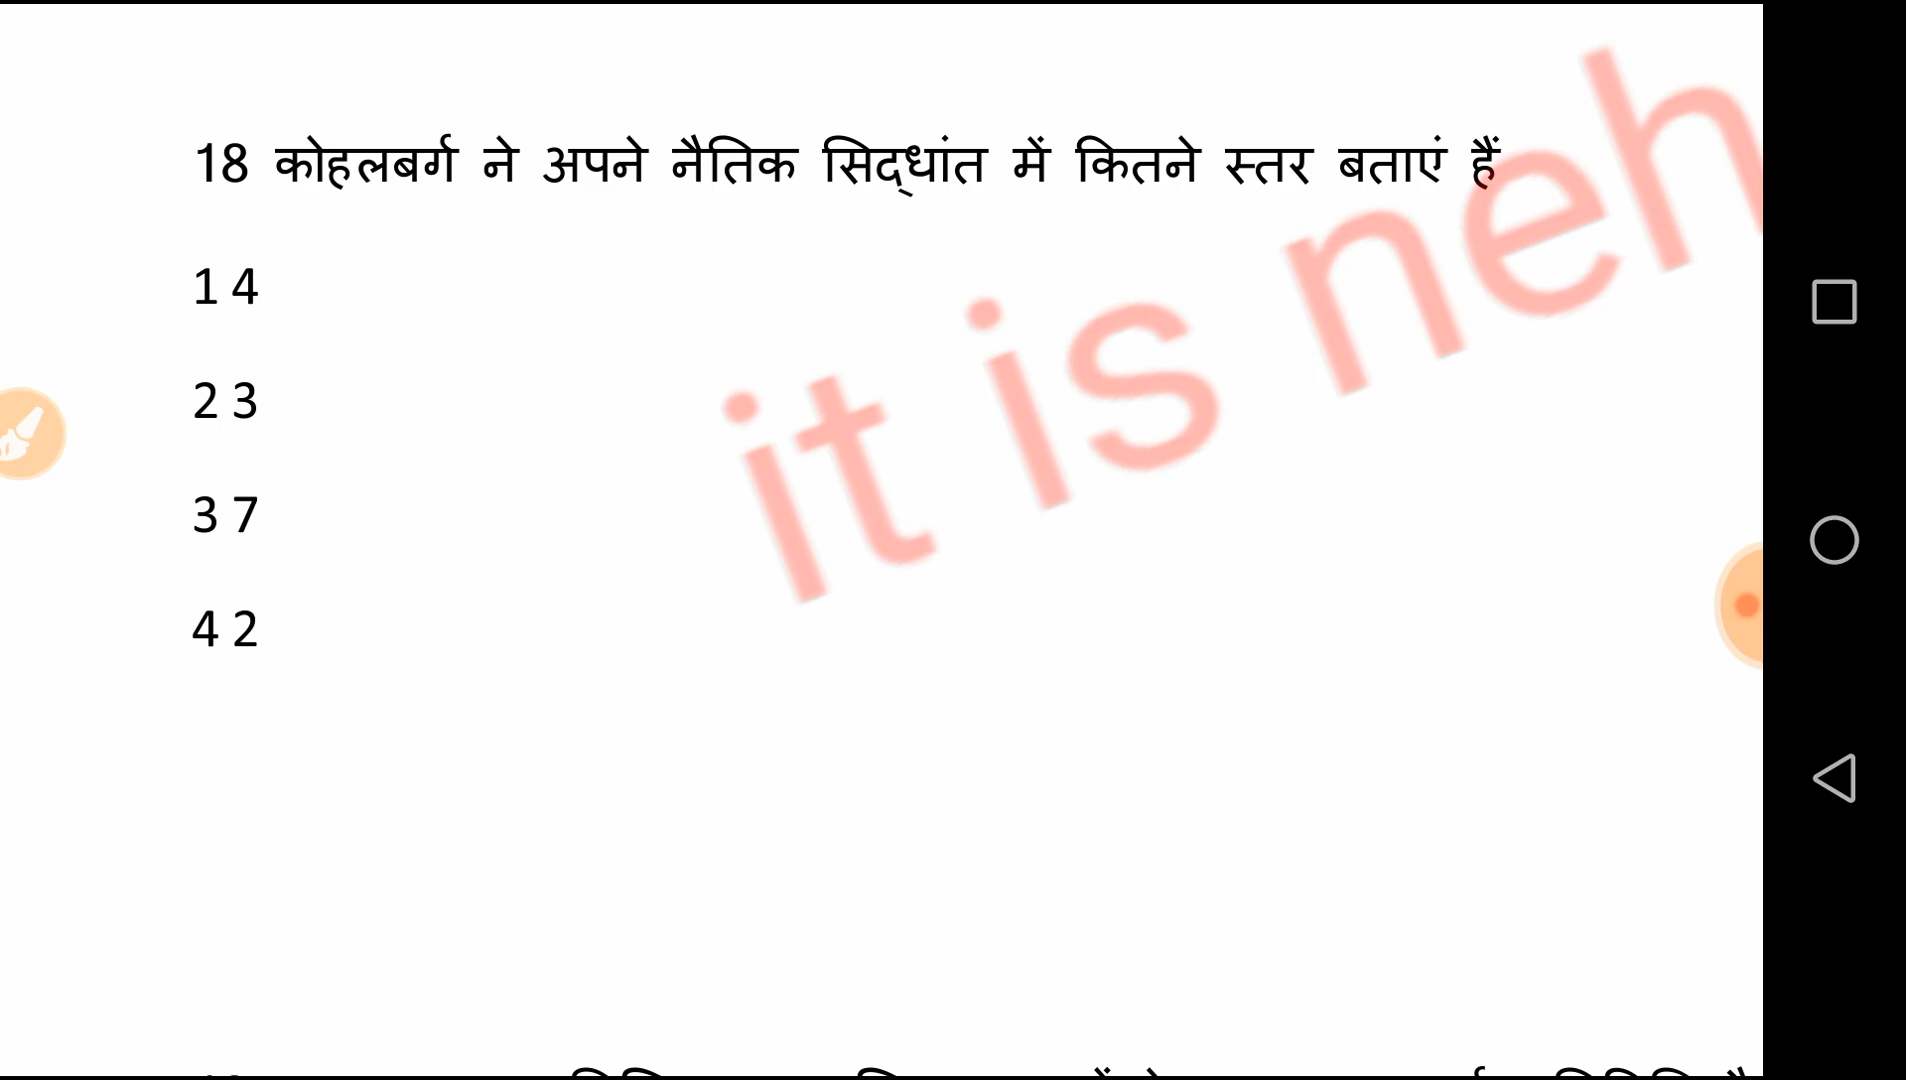 18 कोहलबर्ग ने अपने नैतिक सिद्धांत में कितने स्तर बताएं हैं
1 4
2 3
3 7
4 2
it is neh